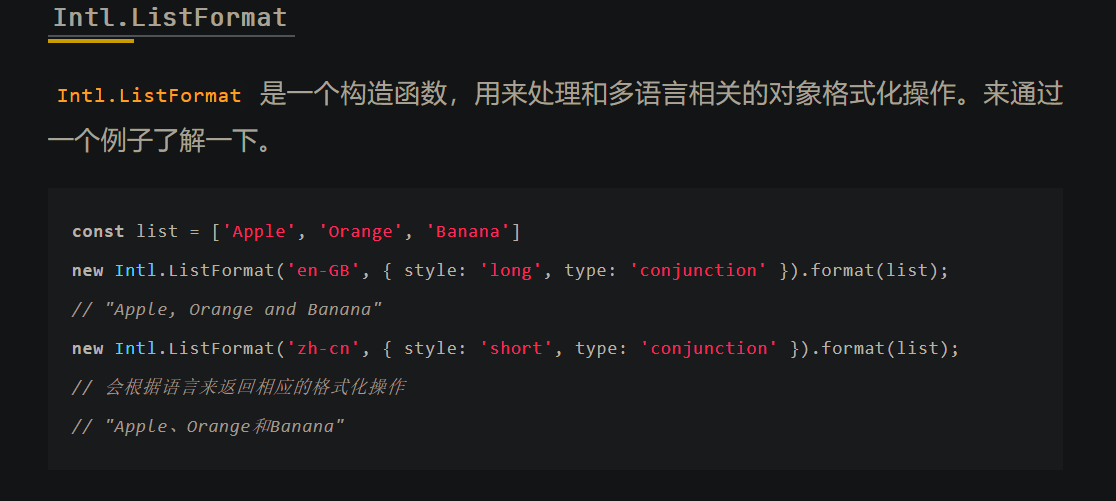 Intl.ListFormat
Intl.ListFormat 是一个构造函数，用来处理和多语言相关的对象格式化操作。来通过
一个例子了解一下。
const list = ['Apple', 'Orange', 'Banana']
new Intl.ListFormat('en-GB', { style: 'long', type: 'conjunction' }).format(list);
// "Apple, Orange and Banana"
new Intl.ListFormat('zh-cn', { style: 'short', type: 'conjunction' }).format(list);
// 会根据语言来返回相应的格式化操作
// "Apple、Orange和Banana"